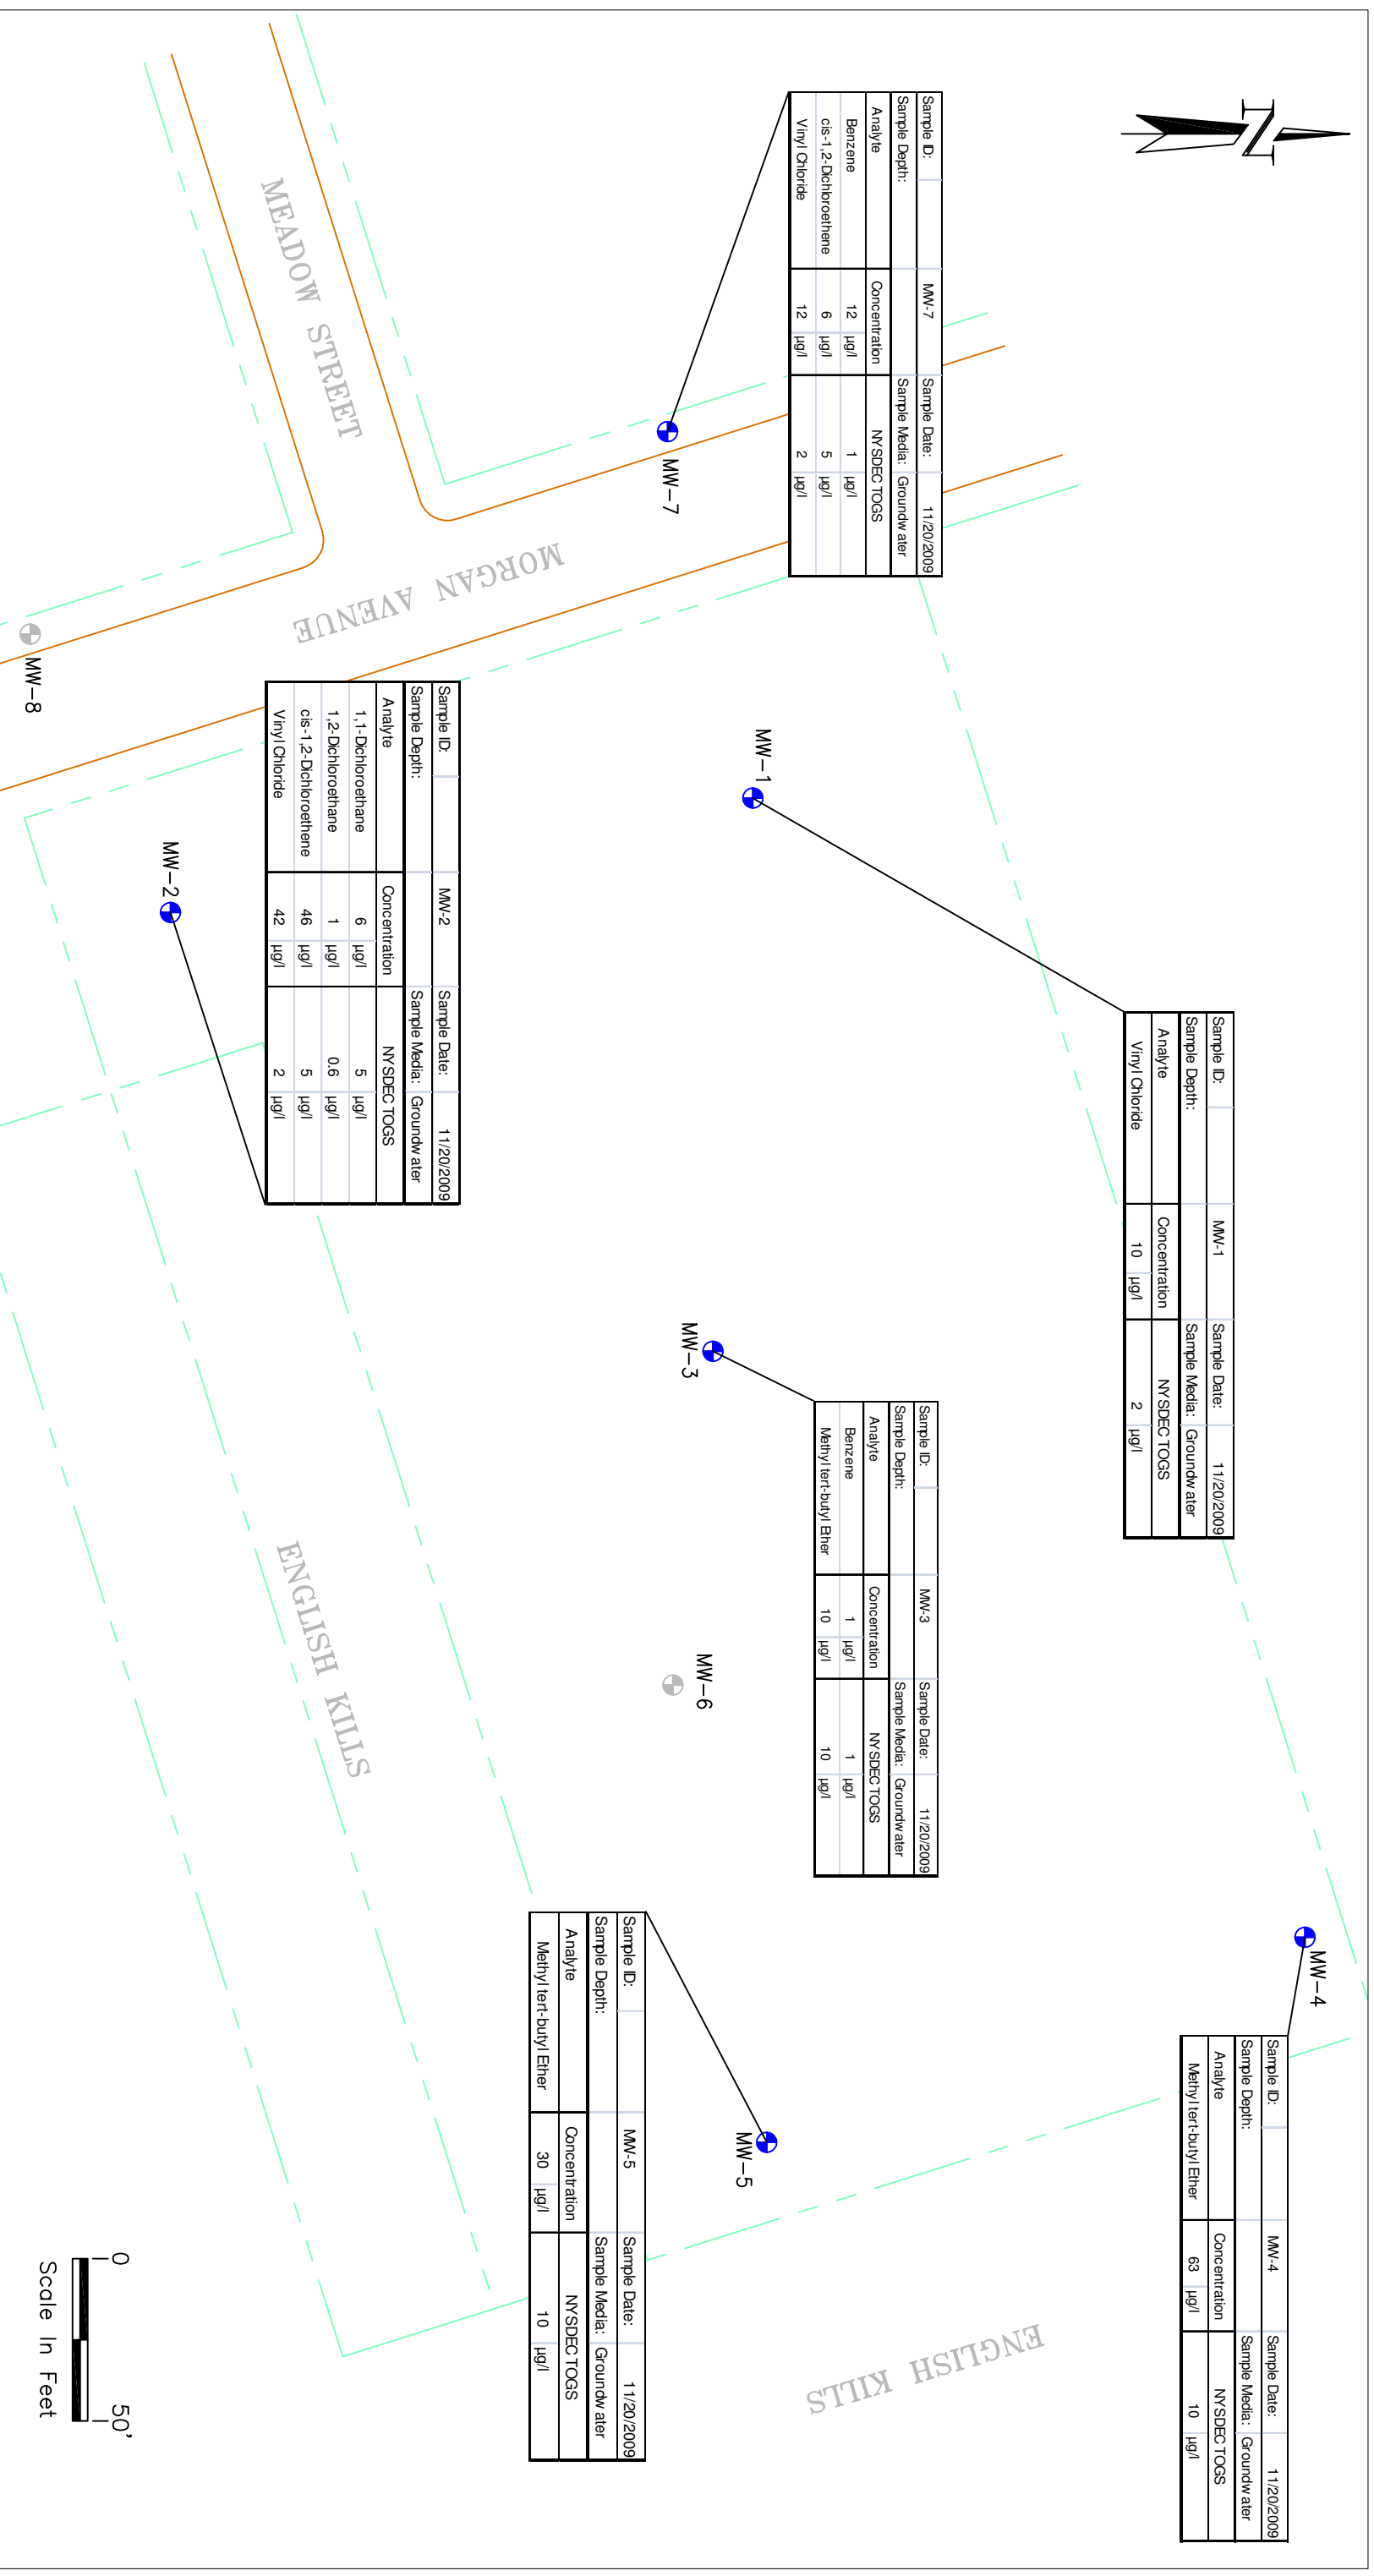 N
Sample ID: MW-7 Sample Date: 11/20/2009
Sample Depth: Sample Media: Groundwater
Analyte Concentration NYSDEC TOGS
Benzene 12 µg/l 1 µg/l
cis-1,2-Dichloroethene 6 µg/l 5 µg/l
Vinyl Chloride 12 µg/l 2 µg/l
MW-7
MEADOW STREET
MORGAN AVENUE
MW-8
MW-1
Sample ID: MW-1 Sample Date: 11/20/2009
Sample Depth: Sample Media: Groundwater
Analyte Concentration NYSDEC TOGS
Vinyl Chloride 10 µg/l 2 µg/l
Sample ID: MW-2 Sample Date: 11/20/2009
Sample Depth: Sample Media: Groundwater
Analyte Concentration NYSDEC TOGS
1,1-Dichloroethane 6 µg/l 5 µg/l
1,2-Dichloroethane 1 µg/l 0.6 µg/l
cis-1,2-Dichloroethene 46 µg/l 5 µg/l
Vinyl Chloride 42 µg/l 2 µg/l
MW-2
MW-3
Sample ID: MW-3 Sample Date: 11/20/2009
Sample Depth: Sample Media: Groundwater
Analyte Concentration NYSDEC TOGS
Benzene 1 µg/l 1 µg/l
Methyl tert-butyl Ether 10 µg/l 10 µg/l
MW-6
ENGLISH KILLS
MW-4
Sample ID: MW-4 Sample Date: 11/20/2009
Sample Depth: Sample Media: Groundwater
Analyte Concentration NYSDEC TOGS
Methyl tert-butyl Ether 63 µg/l 10 µg/l
MW-5
Sample ID: MW-5 Sample Date: 11/20/2009
Sample Depth: Sample Media: Groundwater
Analyte Concentration NYSDEC TOGS
Methyl tert-butyl Ether 30 µg/l 10 µg/l
ENGLISH KILLS
0 50'
Scale In Feet